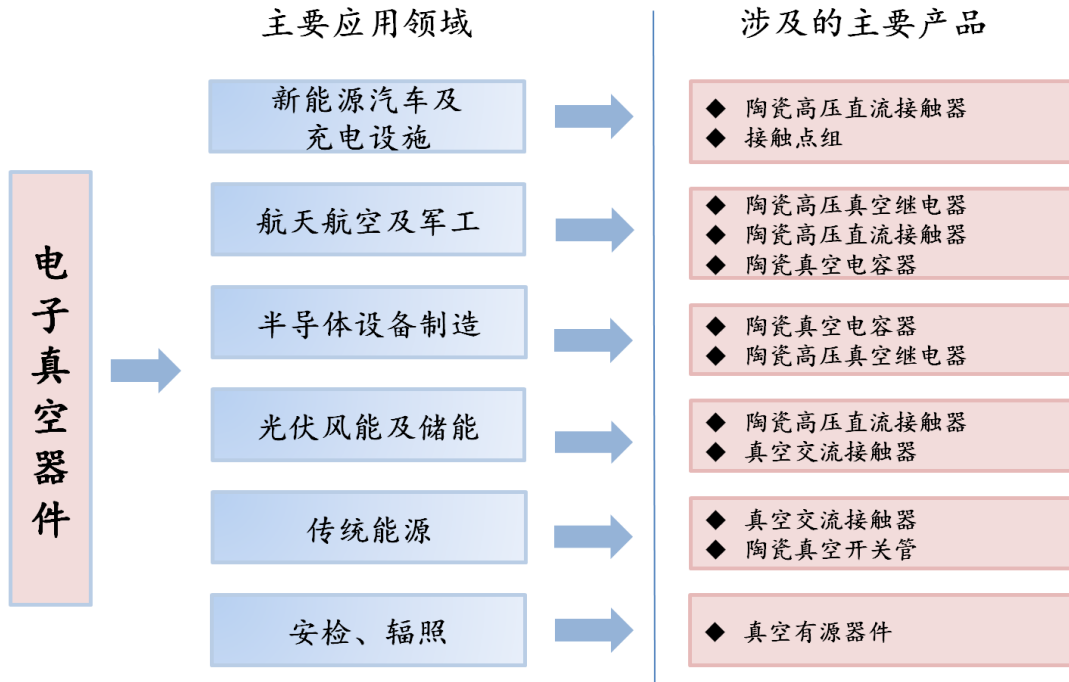 主要应用领域
涉及的主要产品
电子真空器件
新能源汽车及
充电设施
◆ 陶瓷高压直流接触器
◆ 接触点组
航天航空及军工
◆ 陶瓷高压真空继电器
◆ 陶瓷高压直流接触器
◆ 陶瓷真空电容器
半导体设备制造
◆ 陶瓷真空电容器
◆ 陶瓷高压真空继电器
光伏风能及储能
◆ 陶瓷高压直流接触器
◆ 真空交流接触器
传统能源
◆ 真空交流接触器
◆ 陶瓷真空开关管
安检、辐照
◆ 真空有源器件